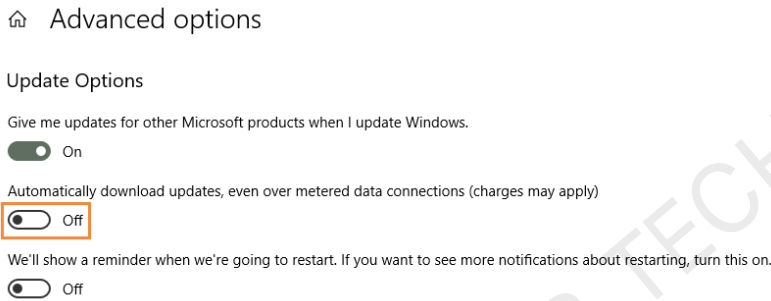 Advanced options
Update Options
Give me updates for other Microsoft products when I update Windows.
On
Automatically download updates, even over metered data connections (charges may apply)
Off
We'll show a reminder when we're going to restart. If you want to see more notifications about restarting, turn this on.
Off